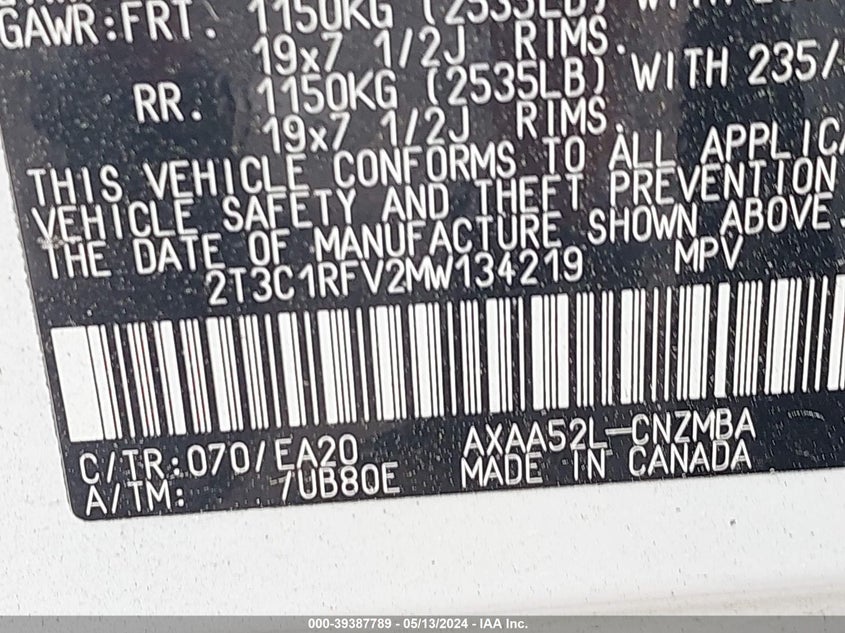 GAWR:FRT. 1150KG (2535LB) WITH
19x7 1/2J RIMS.
RR. 1150KG (2535LB) WITH 235/
19x7 1/2J RIMS.
THIS VEHICLE CONFORMS TO ALL APPLICA
VEHICLE SAFETY AND THEFT PREVENTION
THE DATE OF MANUFACTURE SHOWN ABOVE.
2T3C1RFV2MW134219 MPV
C/TR:070/EA20 AXAA52L-CNZMBA
A/TM: /UB80E MADE IN CANADA
000-39387789 - 05/13/2024 - IAA Inc.